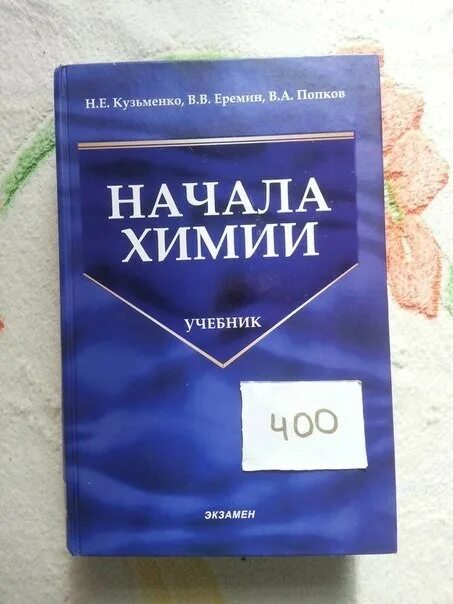 Н.Е. Кузьменко, В.В. Еремин, В.А. Попков
НАЧАЛА
ХИМИИ
УЧЕБНИК
400
ЭКЗАМЕН